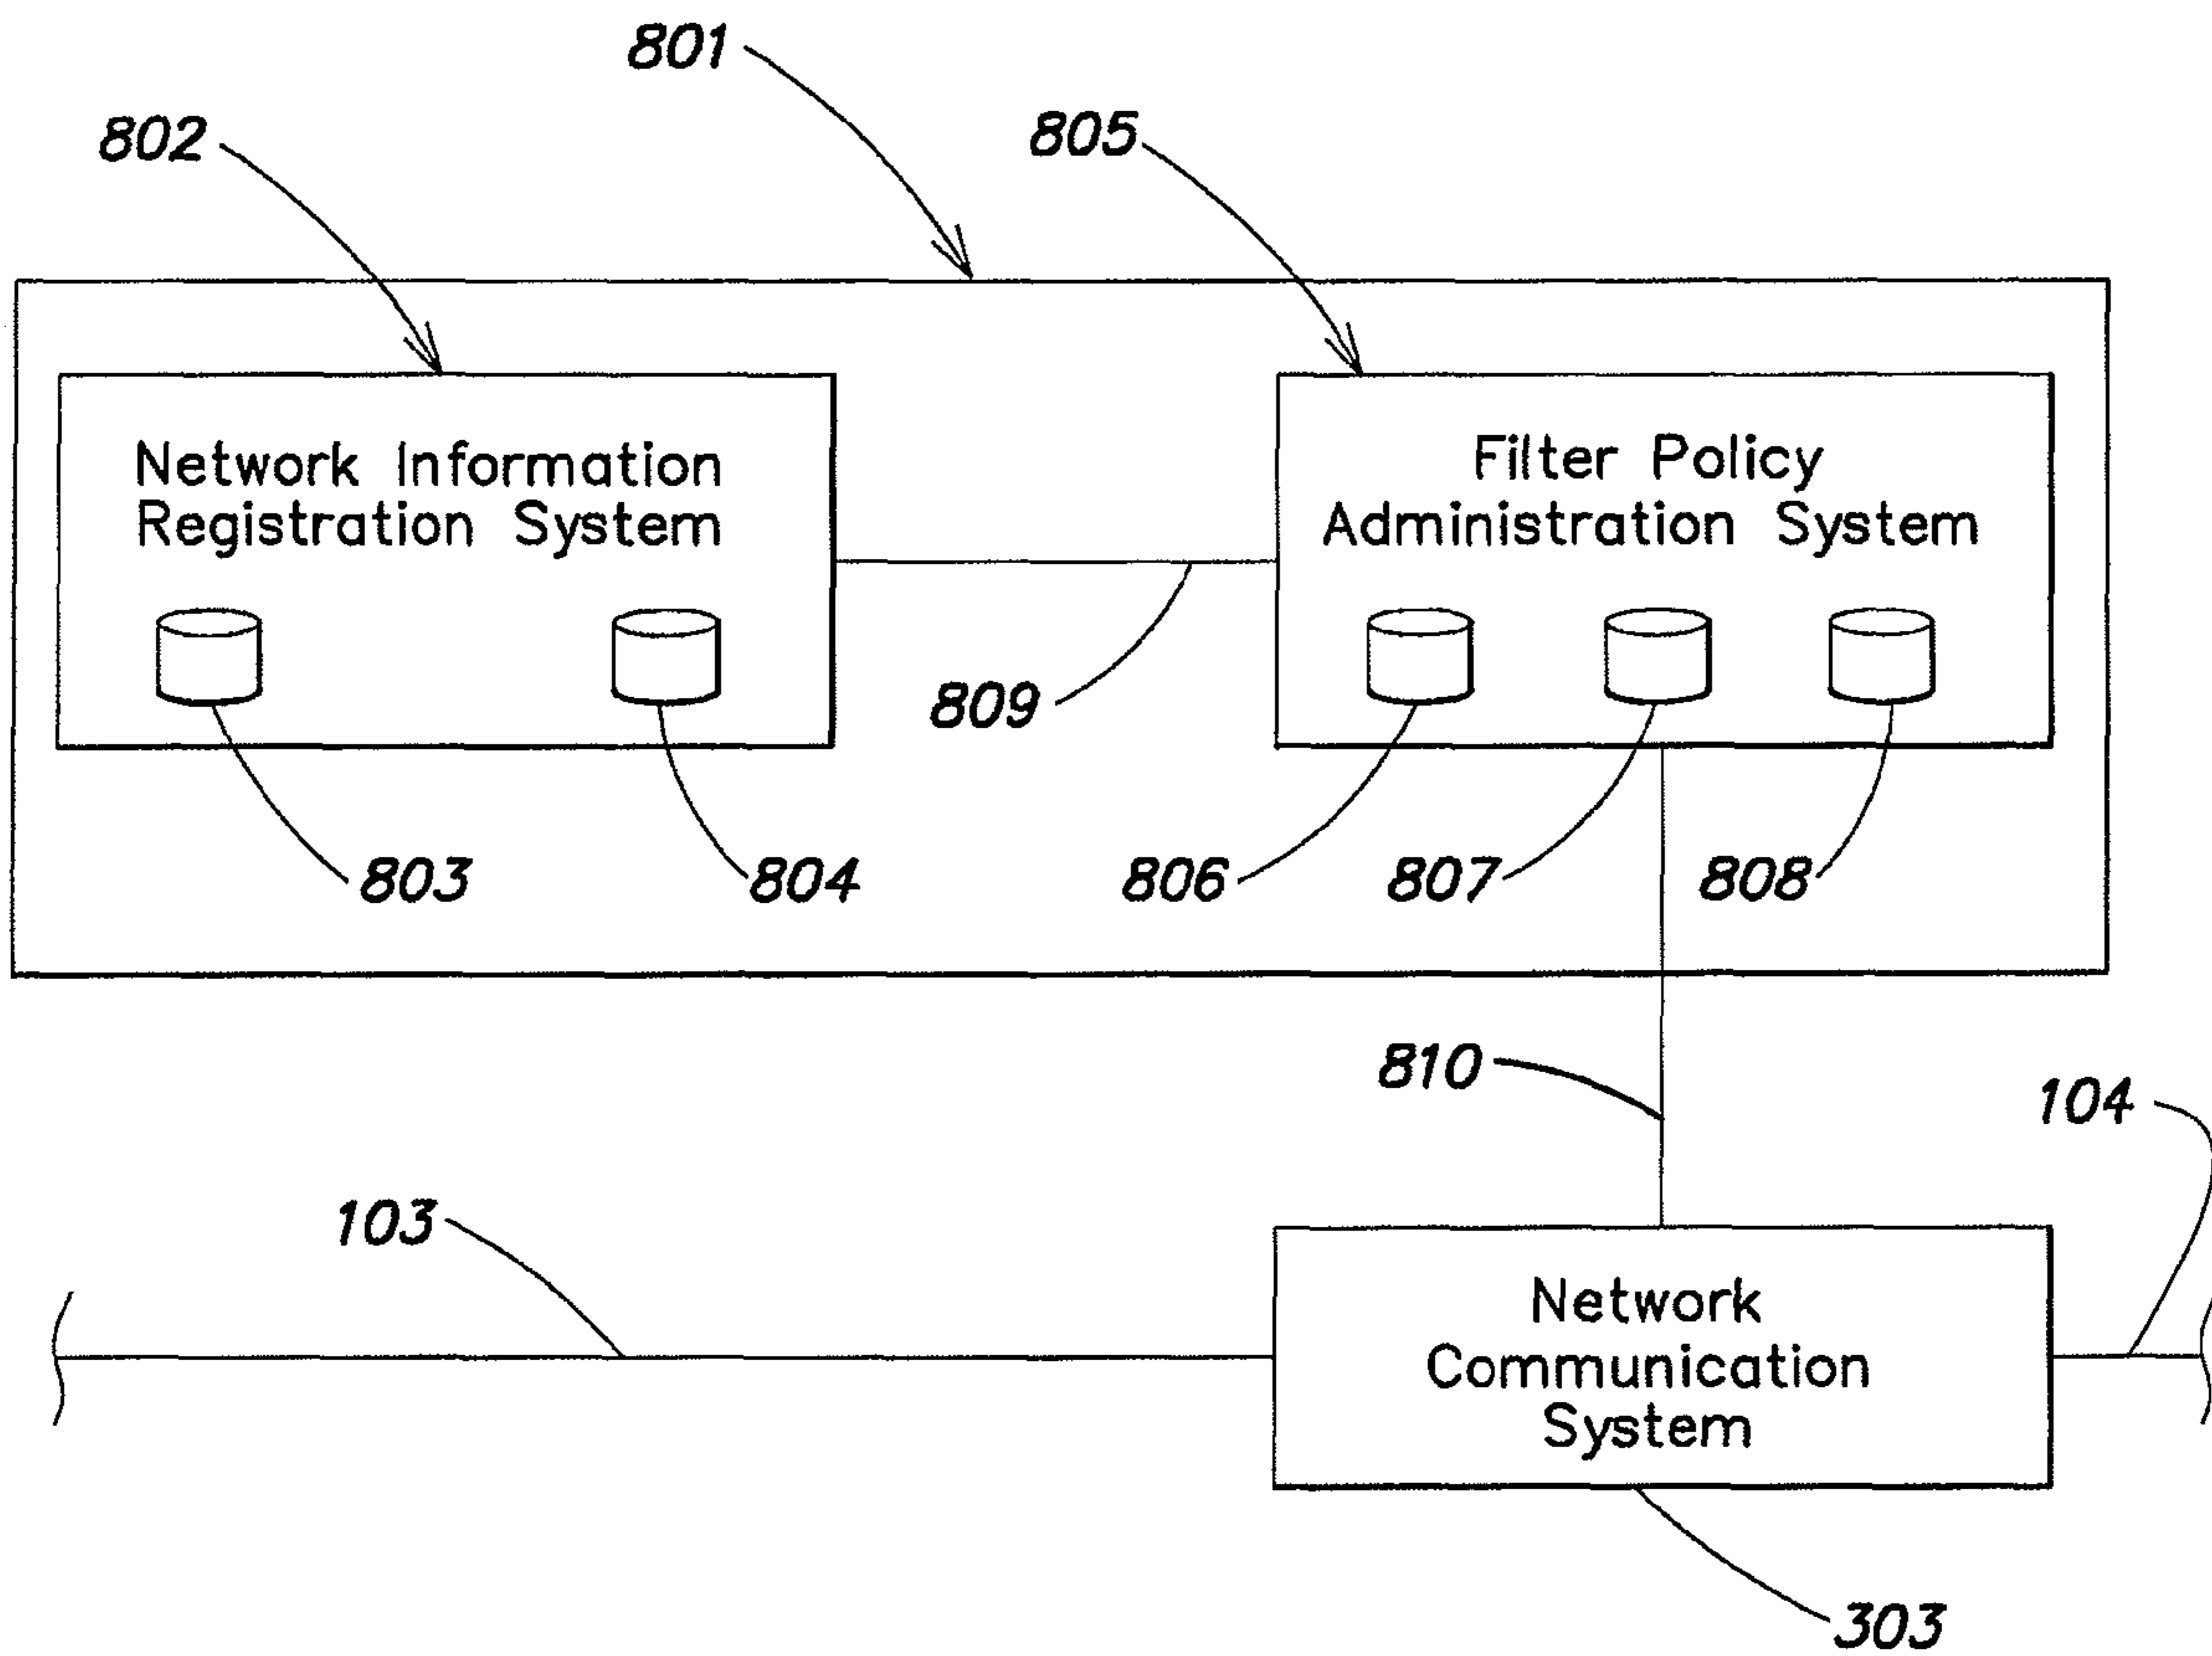 801
802
805
Network Information
Registration System
Filter Policy
Administration System
809
803
804
806
807
808
810
104
103
Network
Communication
System
303